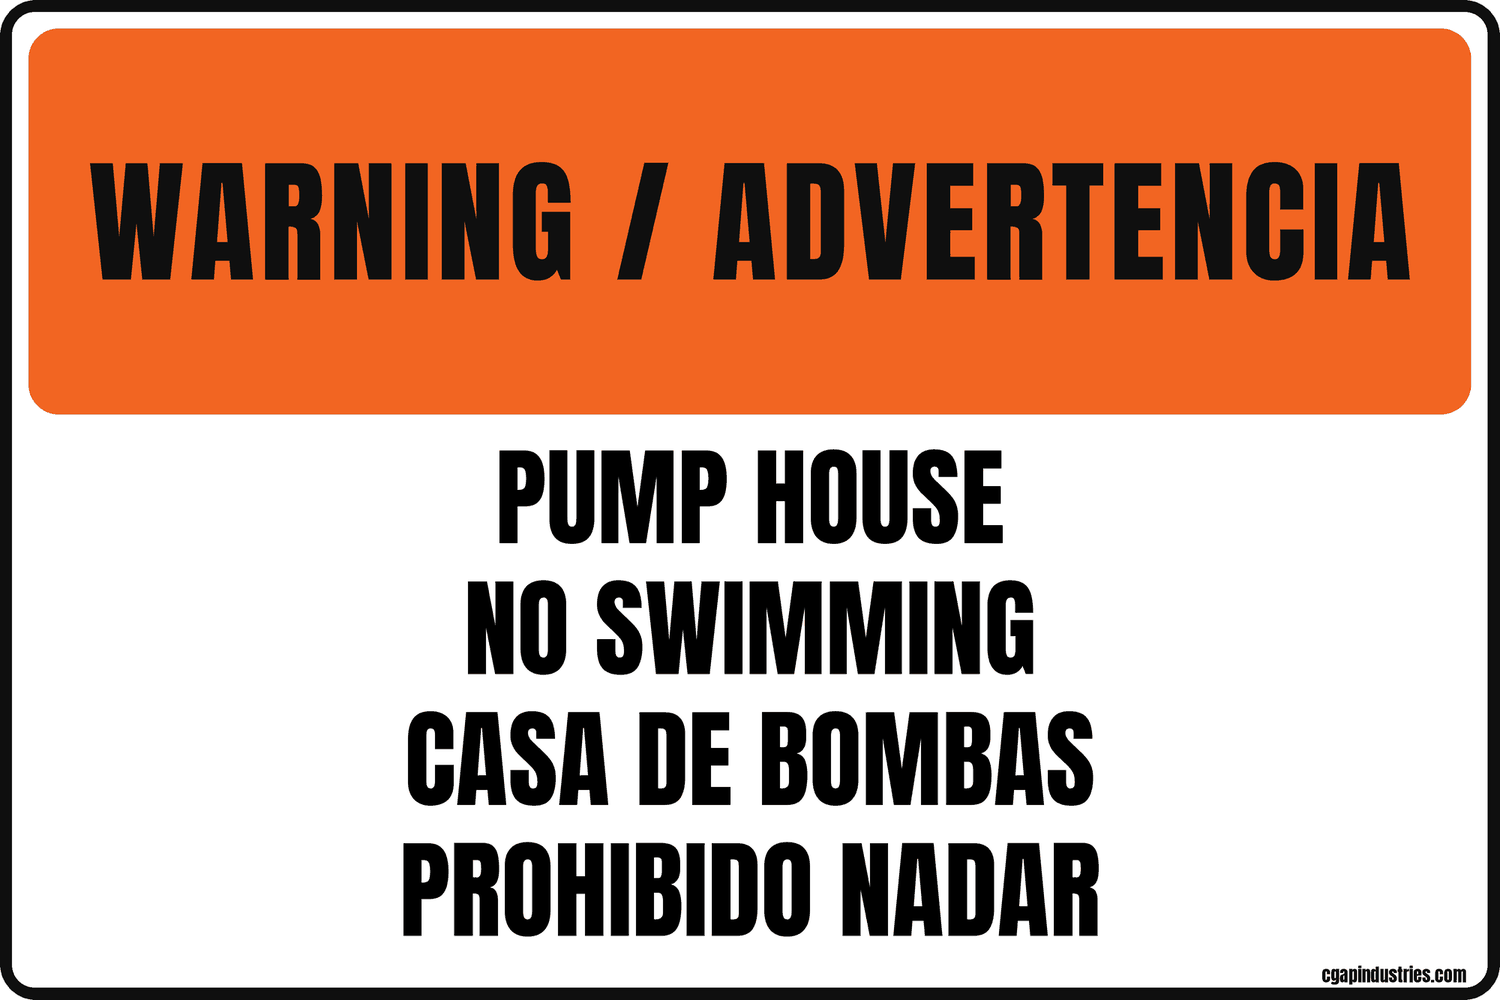 WARNING / ADVERTENCIA
PUMP HOUSE
NO SWIMMING
CASA DE BOMBAS
PROHIBIDO NADAR
cgapindustries.com